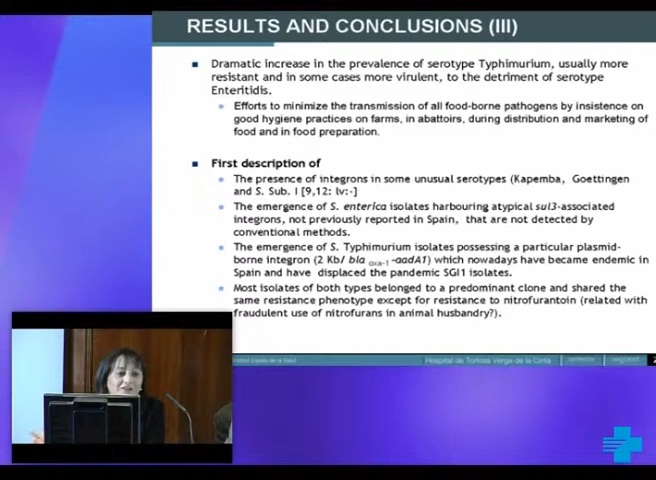 RESULTS AND CONCLUSIONS (III)
Dramatic increase in the prevalence of serotype Typhimurium, usually more
resistant and in some cases more virulent, to the detriment of serotype
Enteritidis.
Efforts to minimize the transmission of all food-borne pathogens by insistence on
good hygiene practices on farms, in abattoirs, during distribution and marketing of
food and in food preparation.
First description of
The presence of integrons in some unusual serotypes (Kapemba, Goettingen
and S. Sub. I [9,12: lv:-]
The emergence of S. enterica isolates harbouring atypical sul3-associated
integrons, not previously reported in Spain, that are not detected by
conventional methods.
The emergence of S. Typhimurium isolates possessing a particular plasmid-
borne integron (2 Kb/ bla oxa-1 -aadA1) which nowadays have became endemic in
Spain and have displaced the pandemic SGI1 isolates.
Most isolates of both types belonged to a predominant clone and shared the
same resistance phenotype except for resistance to nitrofurantoin (related with
fraudulent use of nitrofurans in animal husbandry?).
Català de la Salut
Hospital de Tortosa Verge de la Cinta